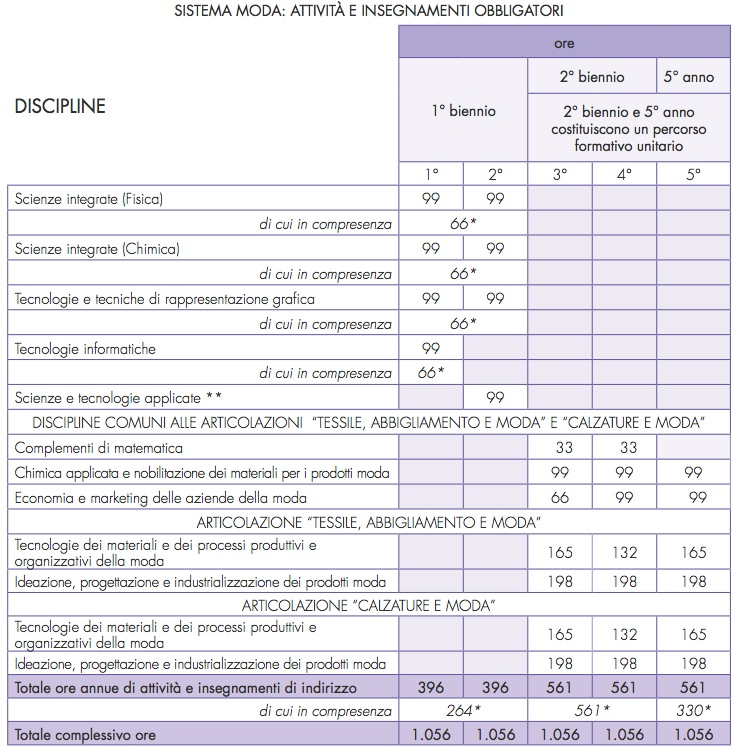 SISTEMA MODA: ATTIVITÀ E INSEGNAMENTI OBBLIGATORI
DISCIPLINE
ore
1° biennio
2° biennio
5° anno
2° biennio e 5° anno
costituiscono un percorso
formativo unitario
1° 2° 3° 4° 5°
Scienze integrate (Fisica) 99 99
di cui in compresenza 66*
Scienze integrate (Chimica) 99 99
di cui in compresenza 66*
Tecnologie e tecniche di rappresentazione grafica 99 99
di cui in compresenza 66*
Tecnologie informatiche 99
di cui in compresenza 66*
Scienze e tecnologie applicate ** 99
DISCIPLINE COMUNI ALLE ARTICOLAZIONI "TESSILE, ABBIGLIAMENTO E MODA" E "CALZATURE E MODA"
Complementi di matematica 33 33
Chimica applicata e nobilitazione dei materiali per i prodotti moda 99 99 99
Economia e marketing delle aziende della moda 66 99 99
ARTICOLAZIONE "TESSILE, ABBIGLIAMENTO E MODA"
Tecnologie dei materiali e dei processi produttivi e
organizzativi della moda 165 132 165
Ideazione, progettazione e industrializzazione dei prodotti moda 198 198 198
ARTICOLAZIONE "CALZATURE E MODA"
Tecnologie dei materiali e dei processi produttivi e
organizzativi della moda 165 132 165
Ideazione, progettazione e industrializzazione dei prodotti moda 198 198 198
Totale ore annue di attività e insegnamenti di indirizzo 396 396 561 561 561
di cui in compresenza 264* 561* 330*
Totale complessivo ore 1.056 1.056 1.056 1.056 1.056